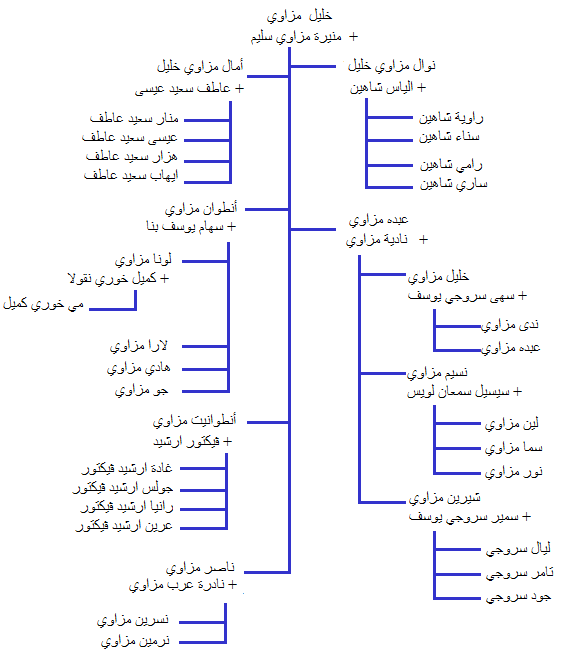 خليل مزاوي
+ منيرة مزاوي سليم
نوال مزاوي خليل
+ الياس شاهين
راوية شاهين
سناء شاهين
رامي شاهين
ساري شاهين
أمال مزاوي خليل
+ عاطف سعيد عيسى
منار سعيد عاطف
عيسى سعيد عاطف
هزار سعيد عاطف
ايهاب سعيد عاطف
عبده مزاوي
+ نادية مزاوي
خليل مزاوي
+ سهى سروجي يوسف
ندى مزاوي
عبده مزاوي
نسيم مزاوي
+ سيسيل سمعان لويس
لين مزاوي
سما مزاوي
نور مزاوي
شيرين مزاوي
+ سمير سروجي يوسف
ليال سروجي
تامر سروجي
جود سروجي
أنطوان مزاوي
+ سهام يوسف بنا
لونا مزاوي
+ كميل خوري نقولا
مي خوري كميل
لارا مزاوي
هادي مزاوي
جو مزاوي
أنطوانيت مزاوي
+ ڤيكتور ارشيد
غادة ارشيد ڤيكتور
جولس ارشيد ڤيكتور
رانيا ارشيد ڤيكتور
عرين ارشيد ڤيكتور
ناصر مزاوي
+ نادرة عرب مزاوي
نسرين مزاوي
نرمين مزاوي